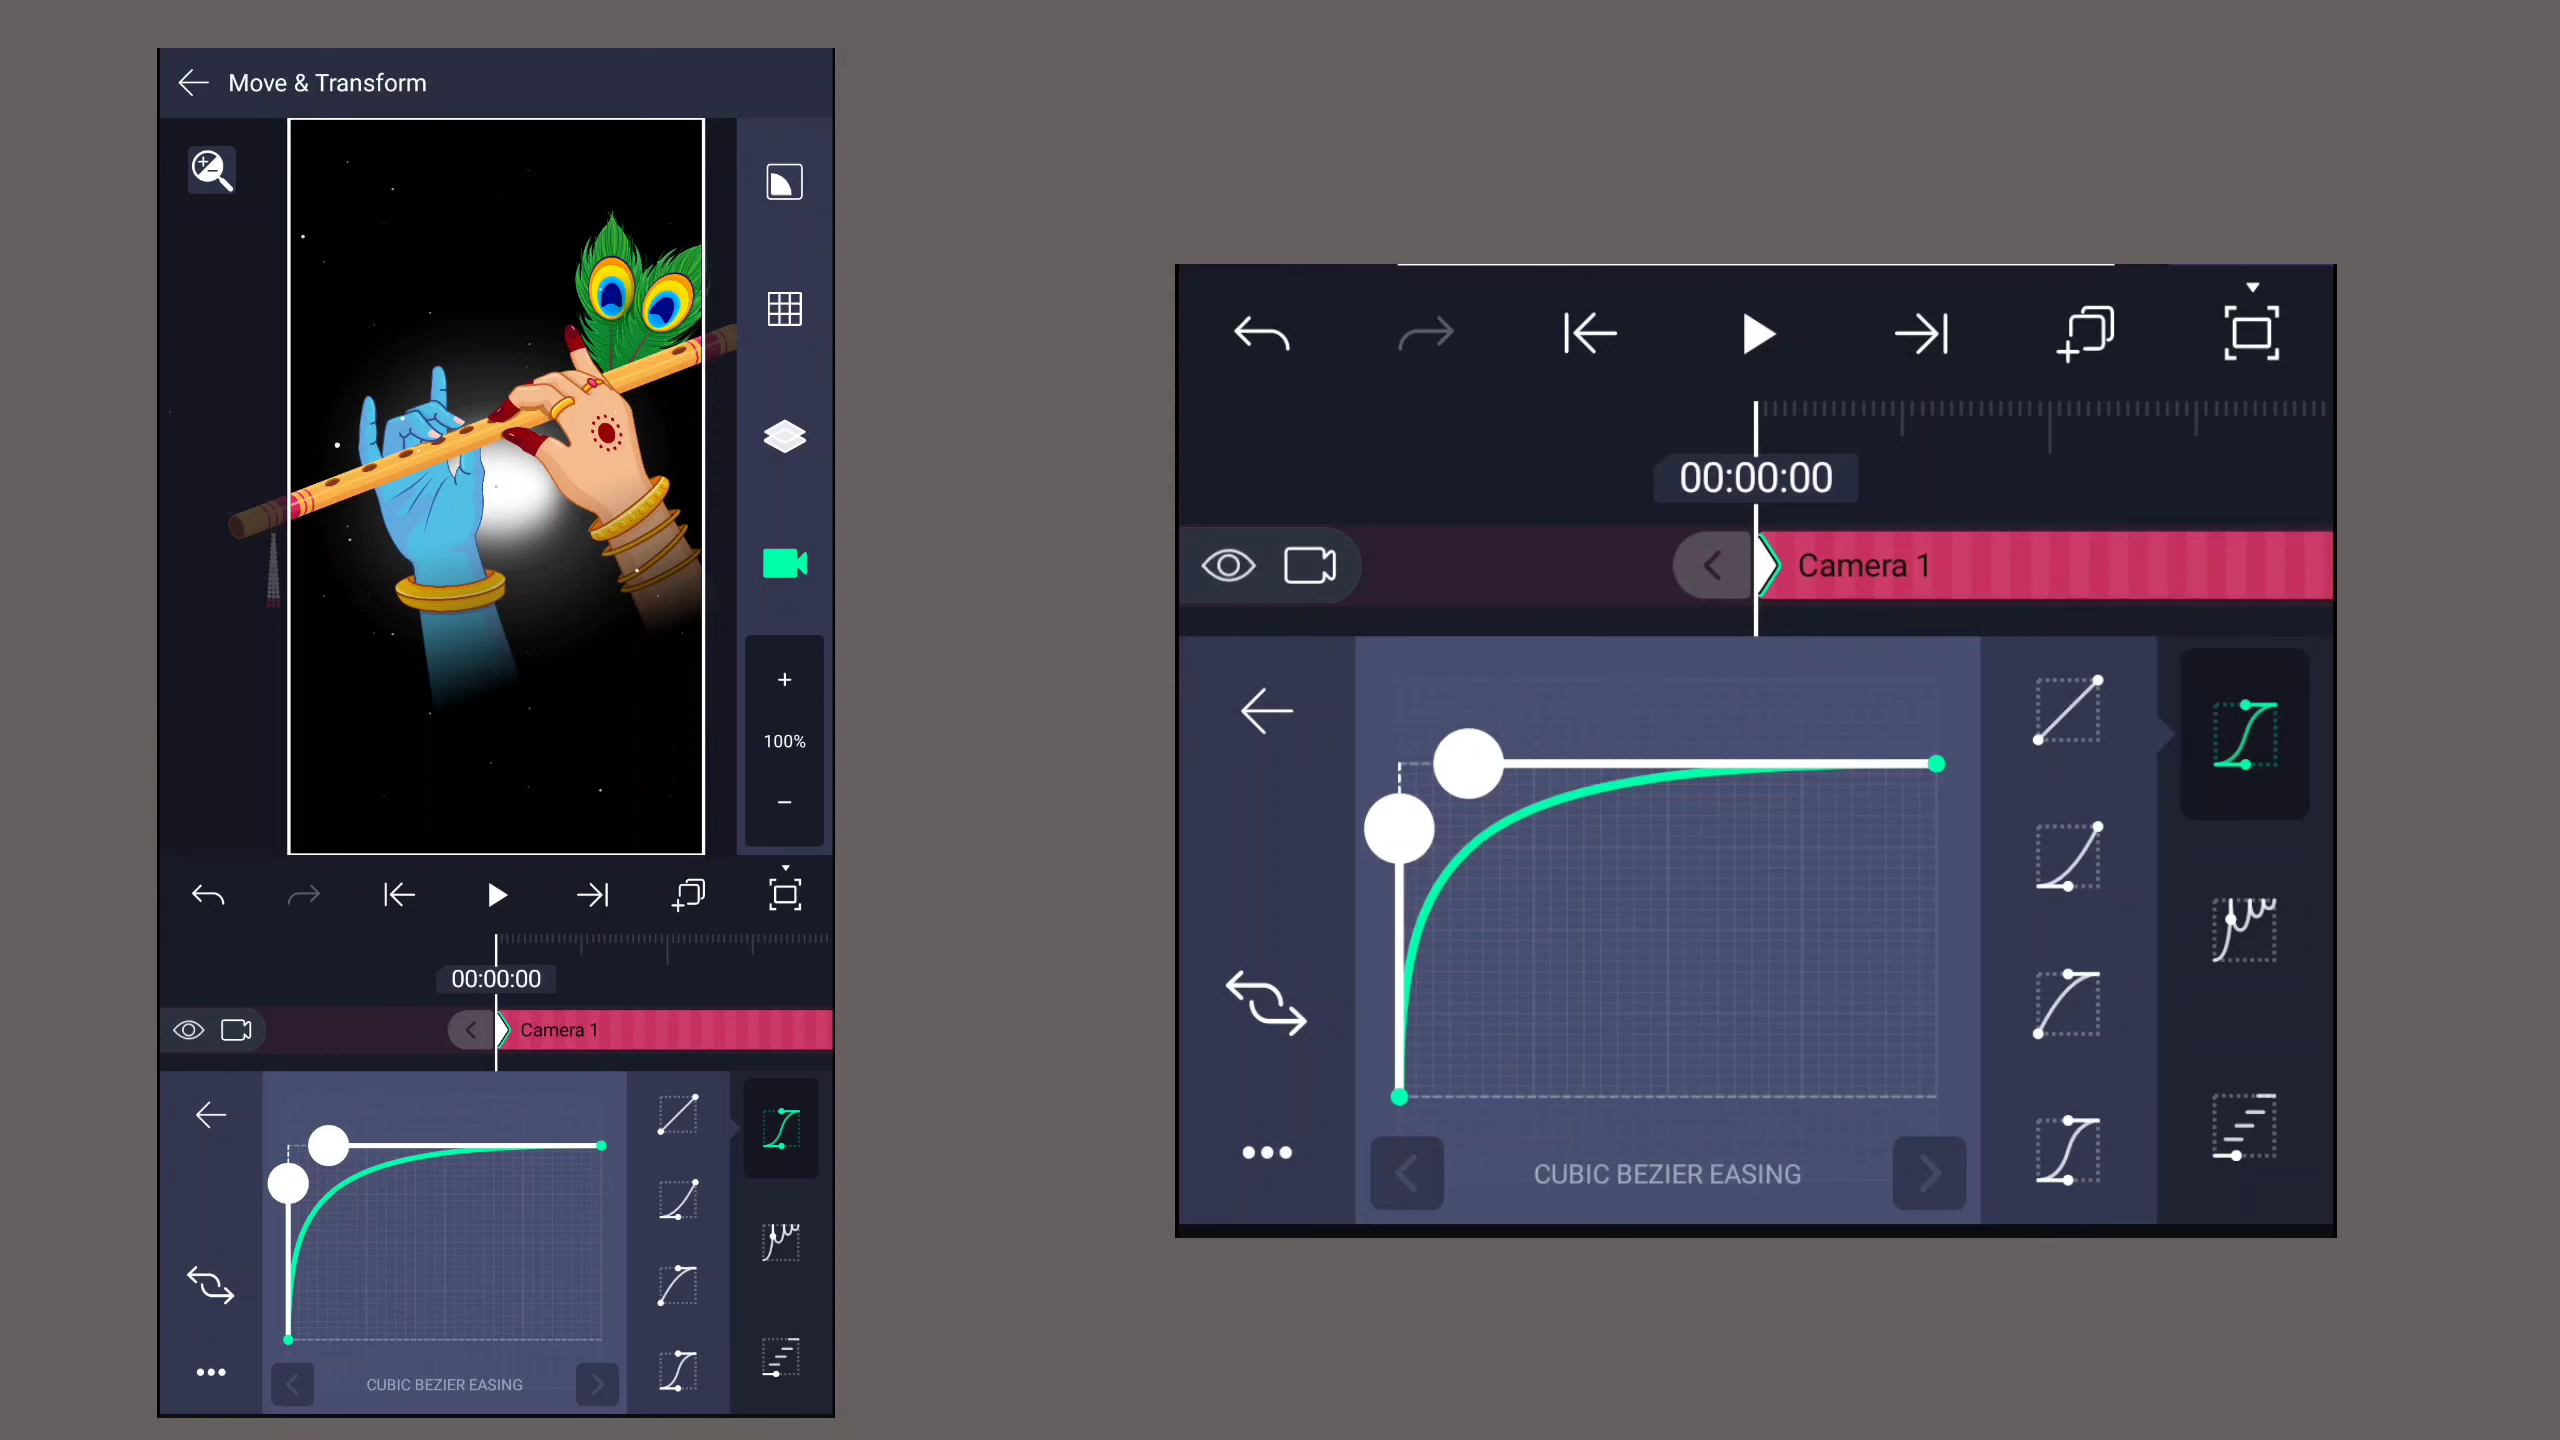 Move & Transform
100%
00:00:00
Camera 1
CUBIC BEZIER EASING
00:00:00
Camera 1
CUBIC BEZIER EASING